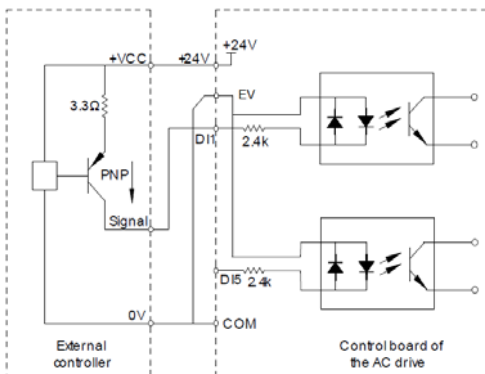 +VCC
+24V
+24V
3.3Ω
EV
PNP
DI1
2.4k
Signal
DI5
2.4k
0V
COM
External
controller
Control board of
the AC drive